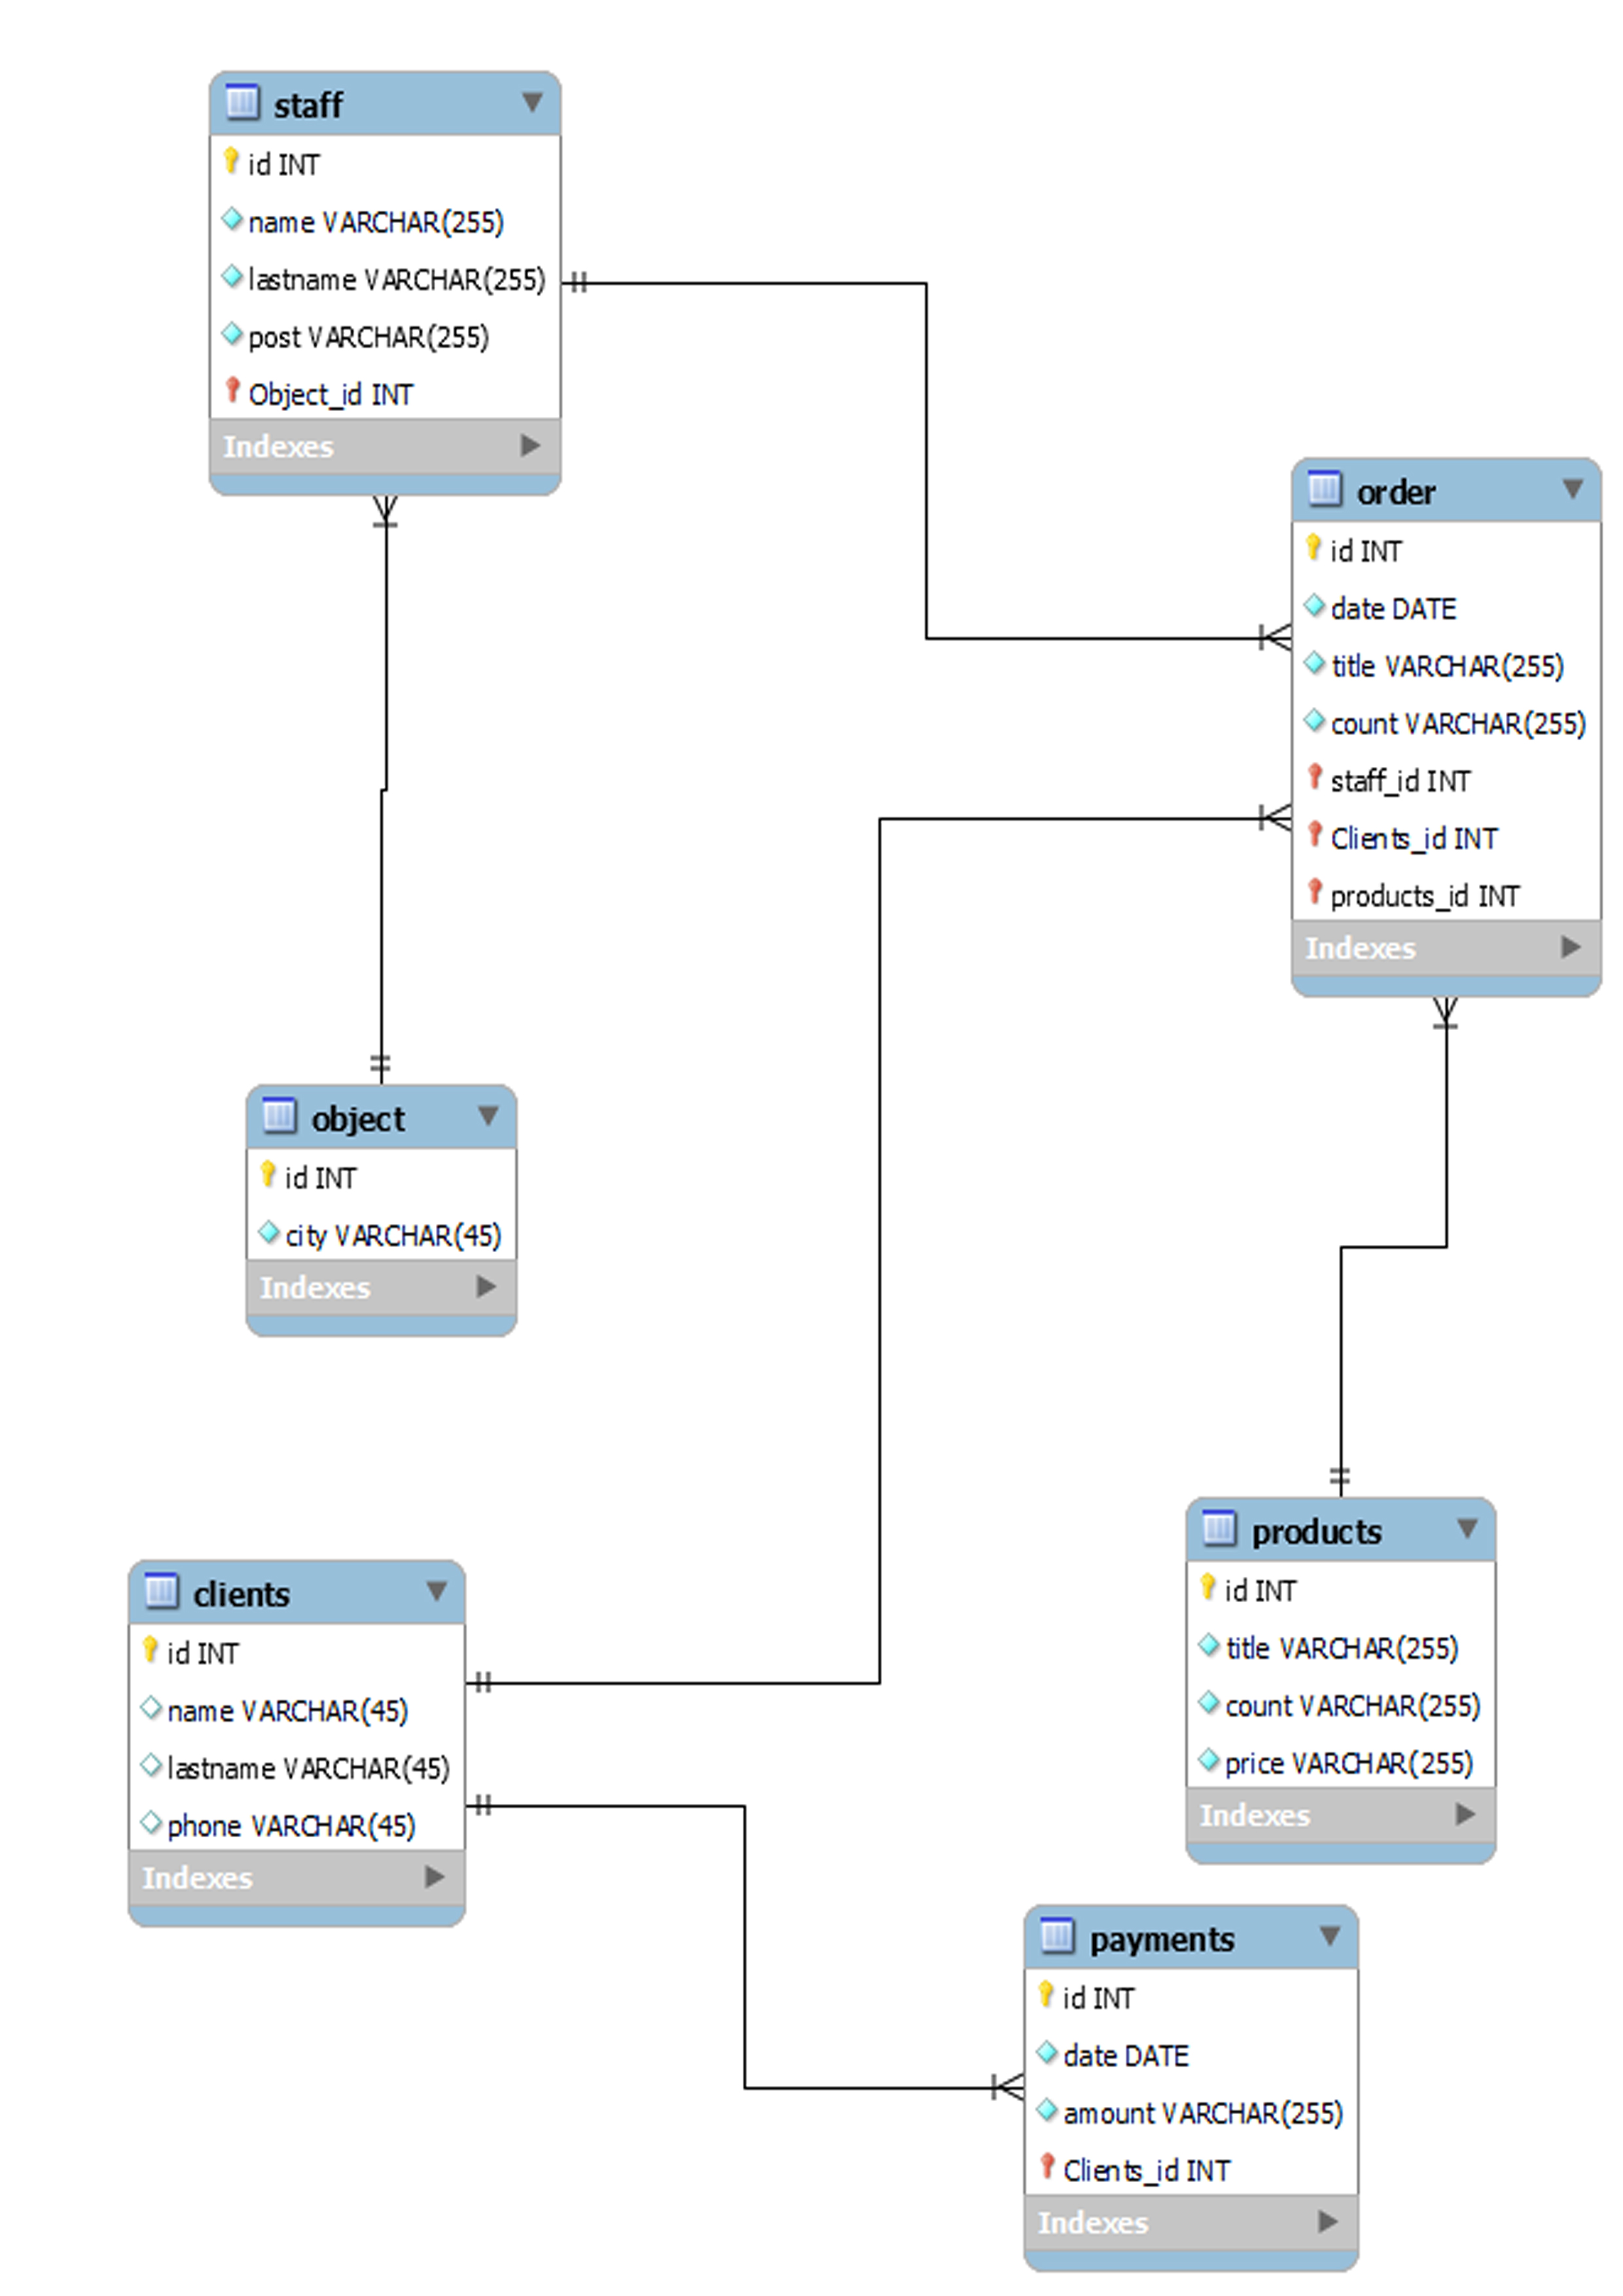 staff
id INT
name VARCHAR(255)
lastname VARCHAR(255)
post VARCHAR(255)
Object_id INT
Indexes
order
id INT
date DATE
title VARCHAR(255)
count VARCHAR(255)
staff_id INT
Clients_id INT
products_id INT
Indexes
object
id INT
city VARCHAR(45)
Indexes
clients
id INT
name VARCHAR(45)
lastname VARCHAR(45)
phone VARCHAR(45)
Indexes
products
id INT
title VARCHAR(255)
count VARCHAR(255)
price VARCHAR(255)
Indexes
payments
id INT
date DATE
amount VARCHAR(255)
Clients_id INT
Indexes